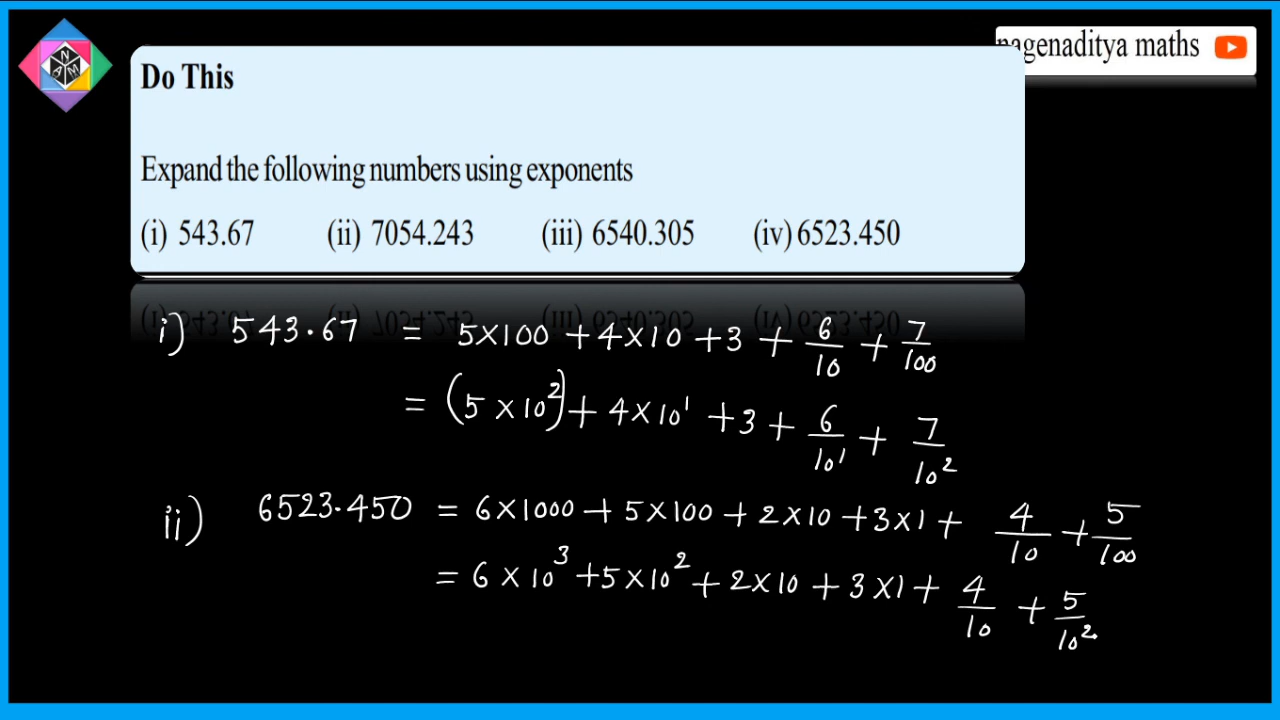 N
A M
nagenaditya maths
Do This
Expand the following numbers using exponents
(i) 543.67 (ii) 7054.243 (iii) 6540.305 (iv) 6523.450
i) 543.67 = 5×100 + 4×10 + 3 + 6/10 + 7/100
= (5×10²) + 4×10¹ + 3 + 6/10¹ + 7/10²
ii) 6523.450 = 6×1000 + 5×100 + 2×10 + 3×1 + 4/10 + 5/100
= 6×10³ + 5×10² + 2×10 + 3×1 + 4/10 + 5/10²